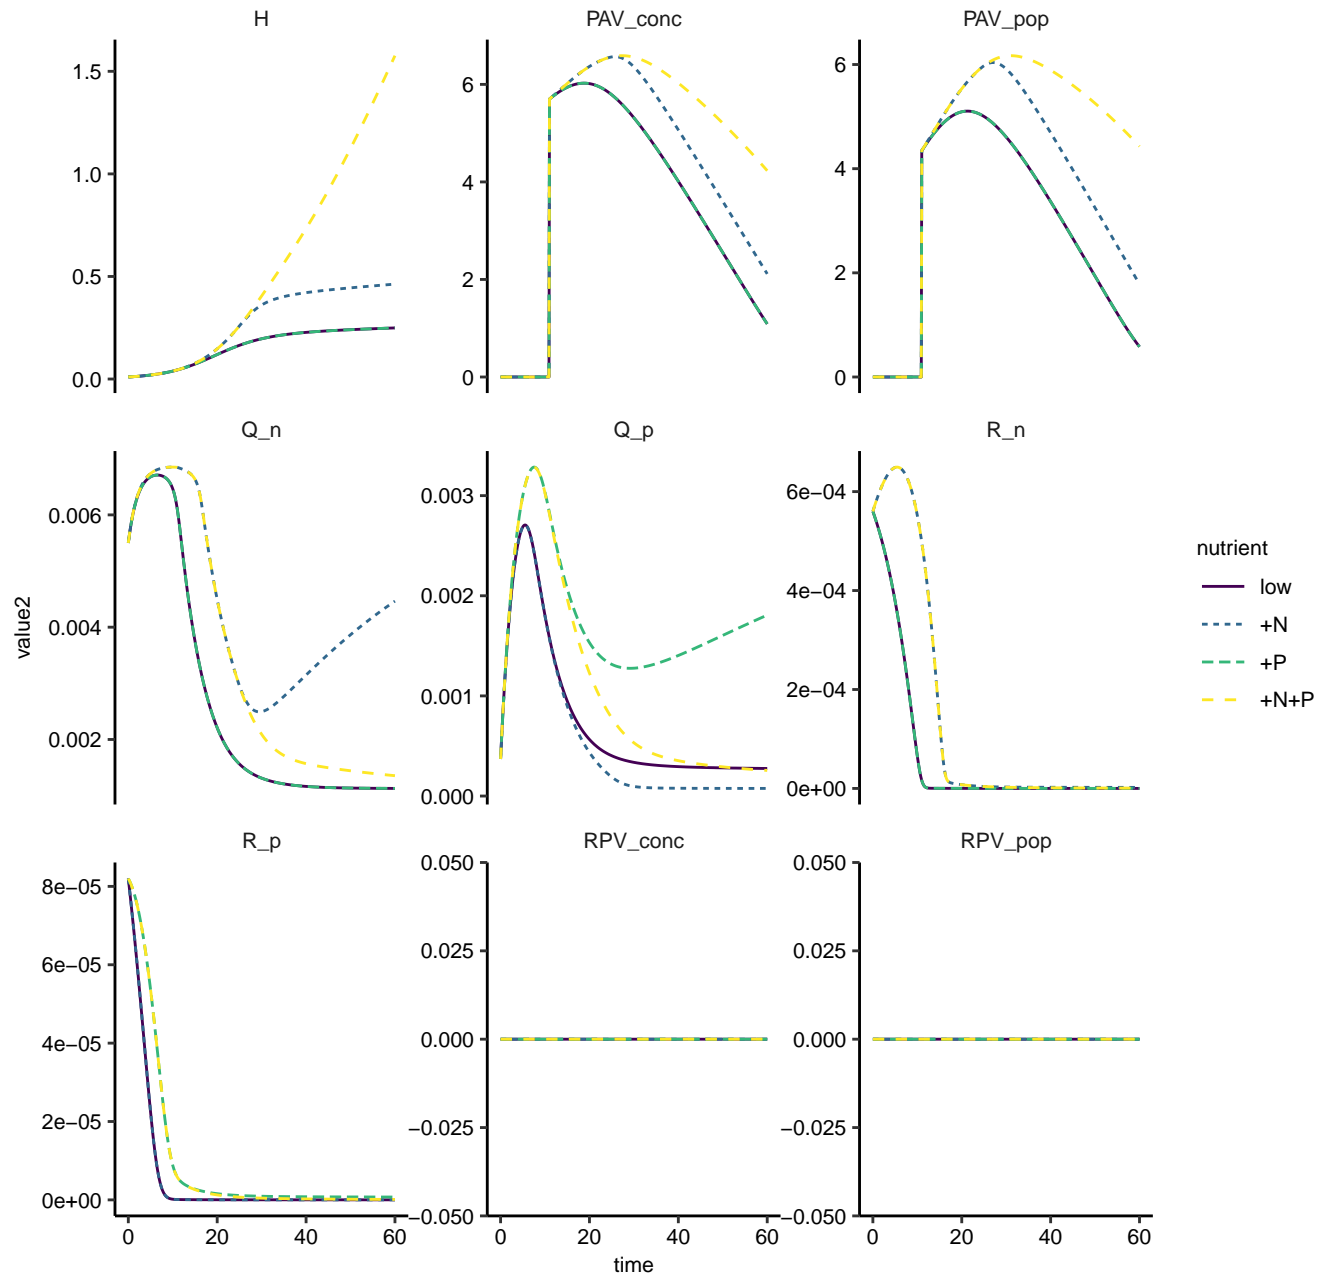 H
PAV_conc
PAV_pop
1.5
1.0
0.5
0.0
6
4
2
0
6
4
2
0
Q_n
Q_p
R_n
0.006
0.004
0.002
0.003
0.002
0.001
0.000
6e−04
4e−04
2e−04
0e+00
R_p
RPV_conc
RPV_pop
8e−05
6e−05
4e−05
2e−05
0e+00
0.050
0.025
0.000
−0.025
−0.050
0.050
0.025
0.000
−0.025
−0.050
0 20 40 60
0 20 40 60
0 20 40 60
time
value2
nutrient
low
+N
+P
+N+P